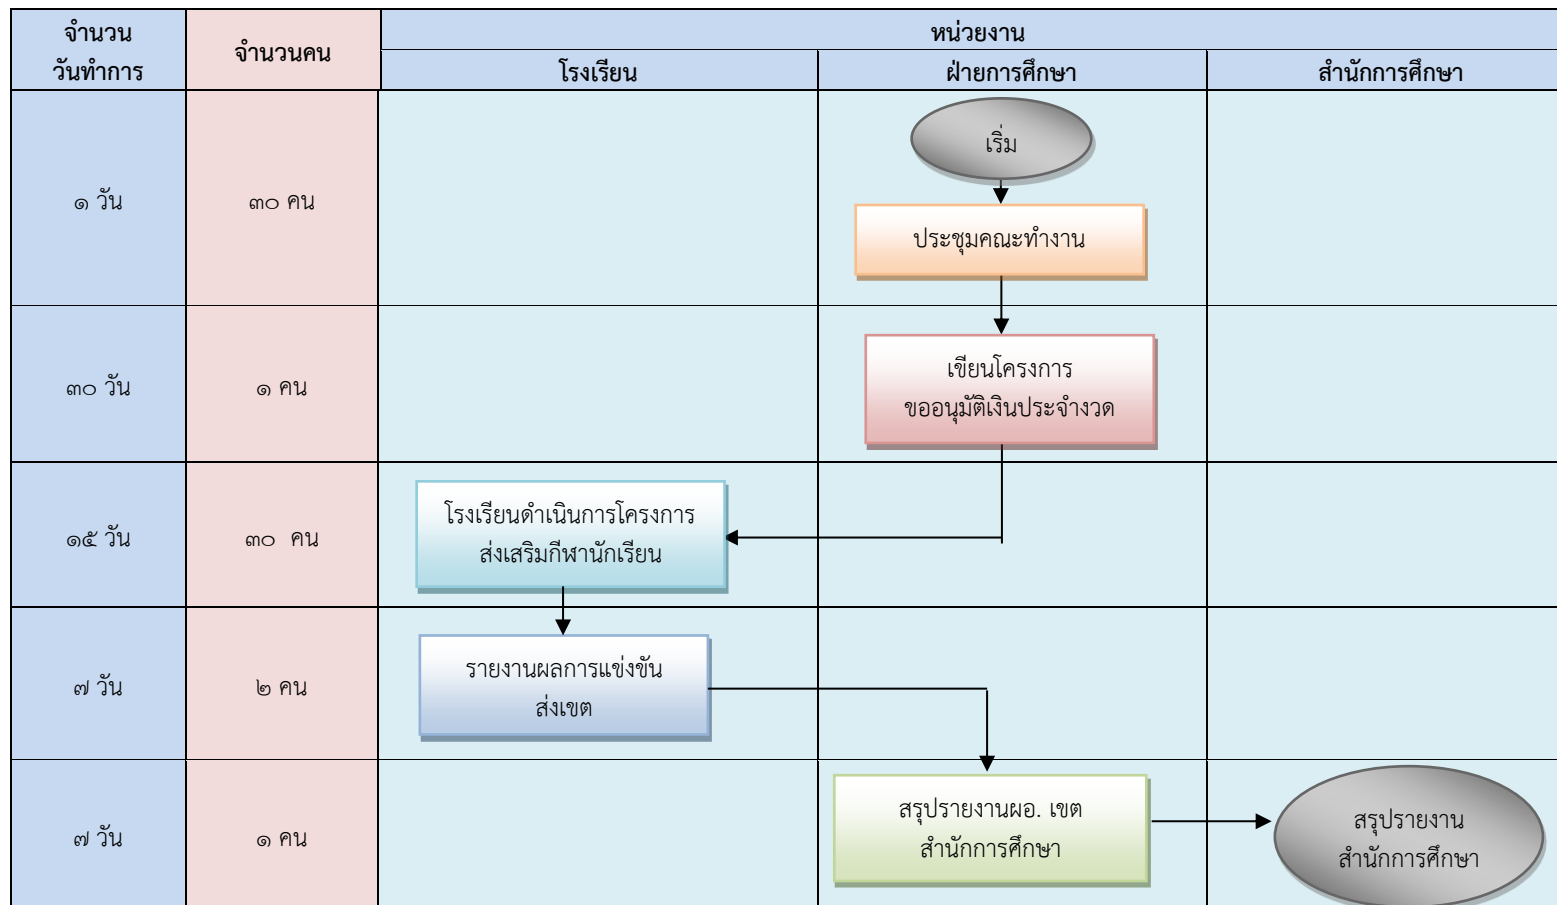 จำนวน
วันทำการ
จำนวนคน
หน่วยงาน
โรงเรียน
ฝ่ายการศึกษา
สำนักการศึกษา
๑ วัน
๓๐ คน
เริ่ม
ประชุมคณะทำงาน
๓๐ วัน
๑ คน
เขียนโครงการ
ขออนุมัติเงินประจำงวด
๑๕ วัน
๓๐ คน
โรงเรียนดำเนินการโครงการ
ส่งเสริมกีฬานักเรียน
๗ วัน
๒ คน
รายงานผลการแข่งขัน
ส่งเขต
๗ วัน
๑ คน
สรุปรายงานผอ. เขต
สำนักการศึกษา
สรุปรายงาน
สำนักการศึกษา